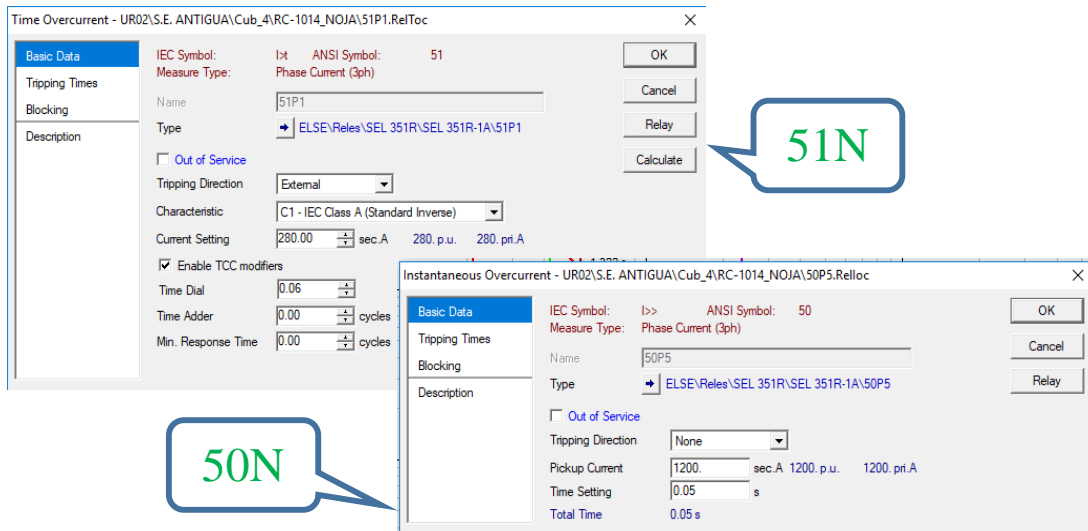 Time Overcurrent - UR02\S.E. ANTIGUA\Cub_4\RC-1014_NOJA\51P1.RelToc
Basic Data
Tripping Times
Blocking
Description
IEC Symbol: I>t ANSI Symbol: 51
Measure Type: Phase Current (3ph)
Name 51P1
Type ELSE\Reles\SEL 351R\SEL 351R-1A\51P1
Out of Service
Tripping Direction External
Characteristic C1 - IEC Class A (Standard Inverse)
Current Setting 280.00 sec.A 280. p.u. 280. pri.A
Enable TCC modifiers
Time Dial 0.06
Time Adder 0.00 cycles
Min. Response Time 0.00 cycles
OK
Cancel
Relay
Calculate
51N
Instantaneous Overcurrent - UR02\S.E. ANTIGUA\Cub_4\RC-1014_NOJA\50P5.RelIoc
Basic Data
Tripping Times
Blocking
Description
IEC Symbol: I>> ANSI Symbol: 50
Measure Type: Phase Current (3ph)
Name 50P5
Type ELSE\Reles\SEL 351R\SEL 351R-1A\50P5
Out of Service
Tripping Direction None
Pickup Current 1200. sec.A 1200. p.u. 1200. pri.A
Time Setting 0.05 s
Total Time 0.05 s
OK
Cancel
Relay
50N